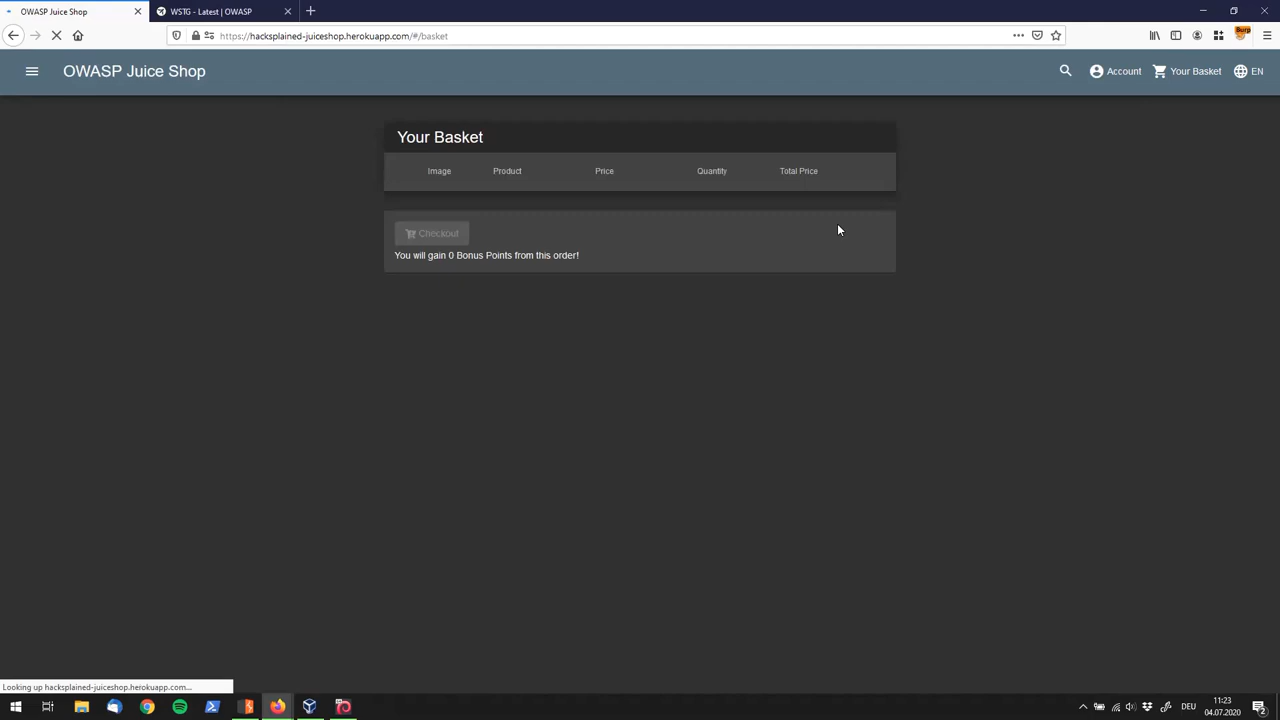 OWASP Juice Shop
WSTG - Latest | OWASP
https://hacksplained-juiceshop.herokuapp.com/#/basket
Burp
OWASP Juice Shop
Account
Your Basket
EN
Your Basket
Image Product Price Quantity Total Price
Checkout
You will gain 0 Bonus Points from this order!
Looking up hacksplained-juiceshop.herokuapp.com...
DEU
11:23
04.07.2020
2